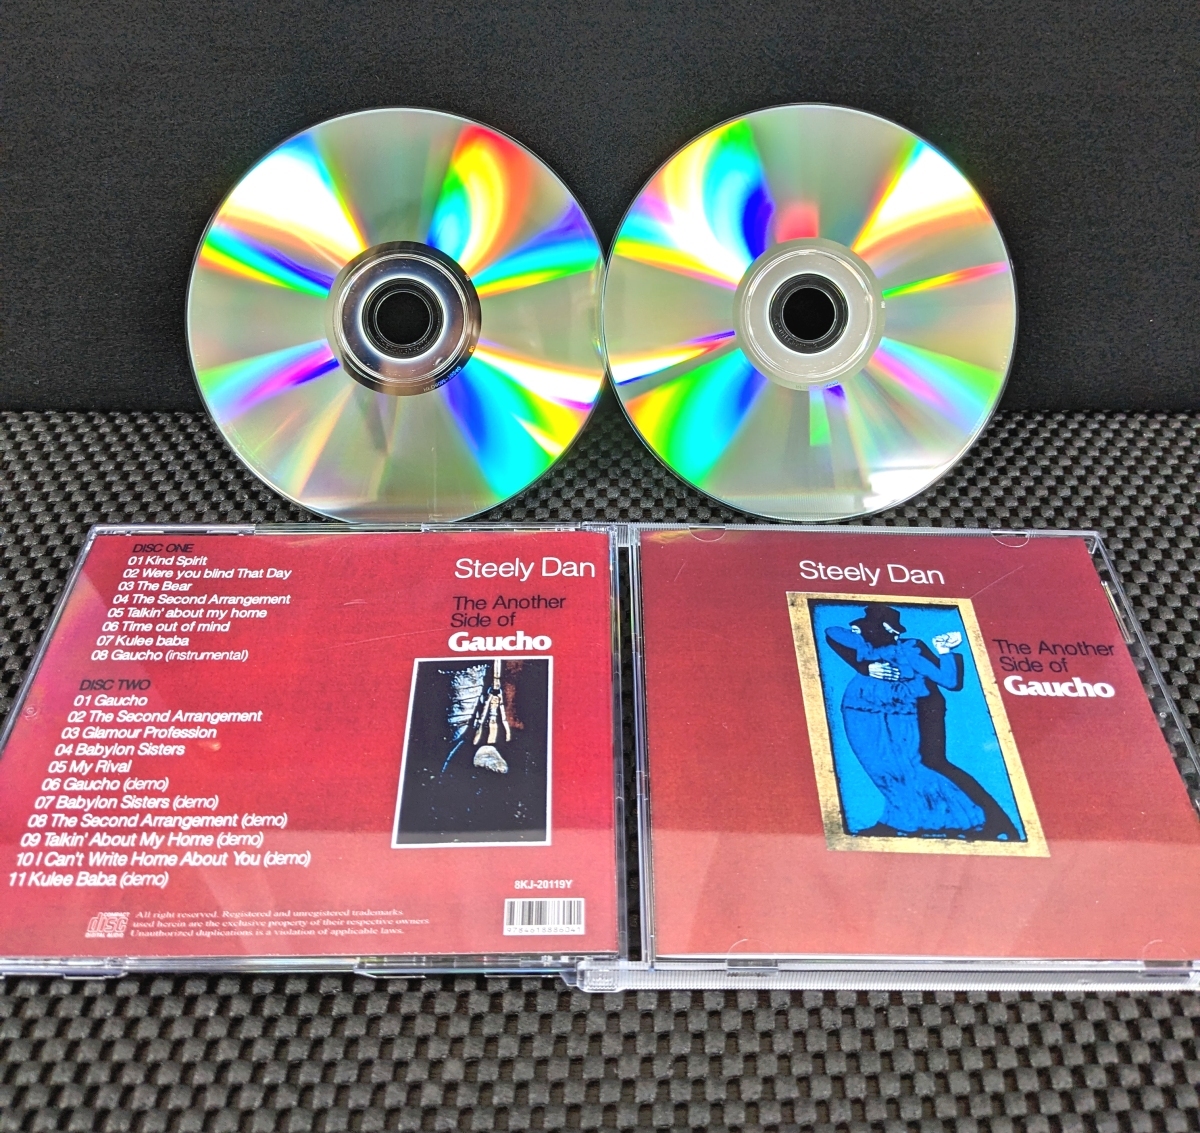 DISC ONE
01 Kind Spirit
02 Were you blind That Day
03 The Bear
04 The Second Arrangement
05 Talkin' about my home
06 Time out of mind
07 Kulee baba
08 Gaucho (instrumental)
DISC TWO
01 Gaucho
02 The Second Arrangement
03 Glamour Profession
04 Babylon Sisters
05 My Rival
06 Gaucho (demo)
07 Babylon Sisters (demo)
08 The Second Arrangement (demo)
09 Talkin' About My Home (demo)
10 I Can't Write Home About You (demo)
11 Kulee Baba (demo)
COMPACT
disc
DIGITAL AUDIO
All right reserved. Registered and unregistered trademarks
used herein are the exclusive property of their respective owners
Unauthorized duplications is a violation of applicable laws.
Steely Dan
The Another
Side of
Gaucho
8KJ-20119Y
Steely Dan
The Another
Side of
Gaucho